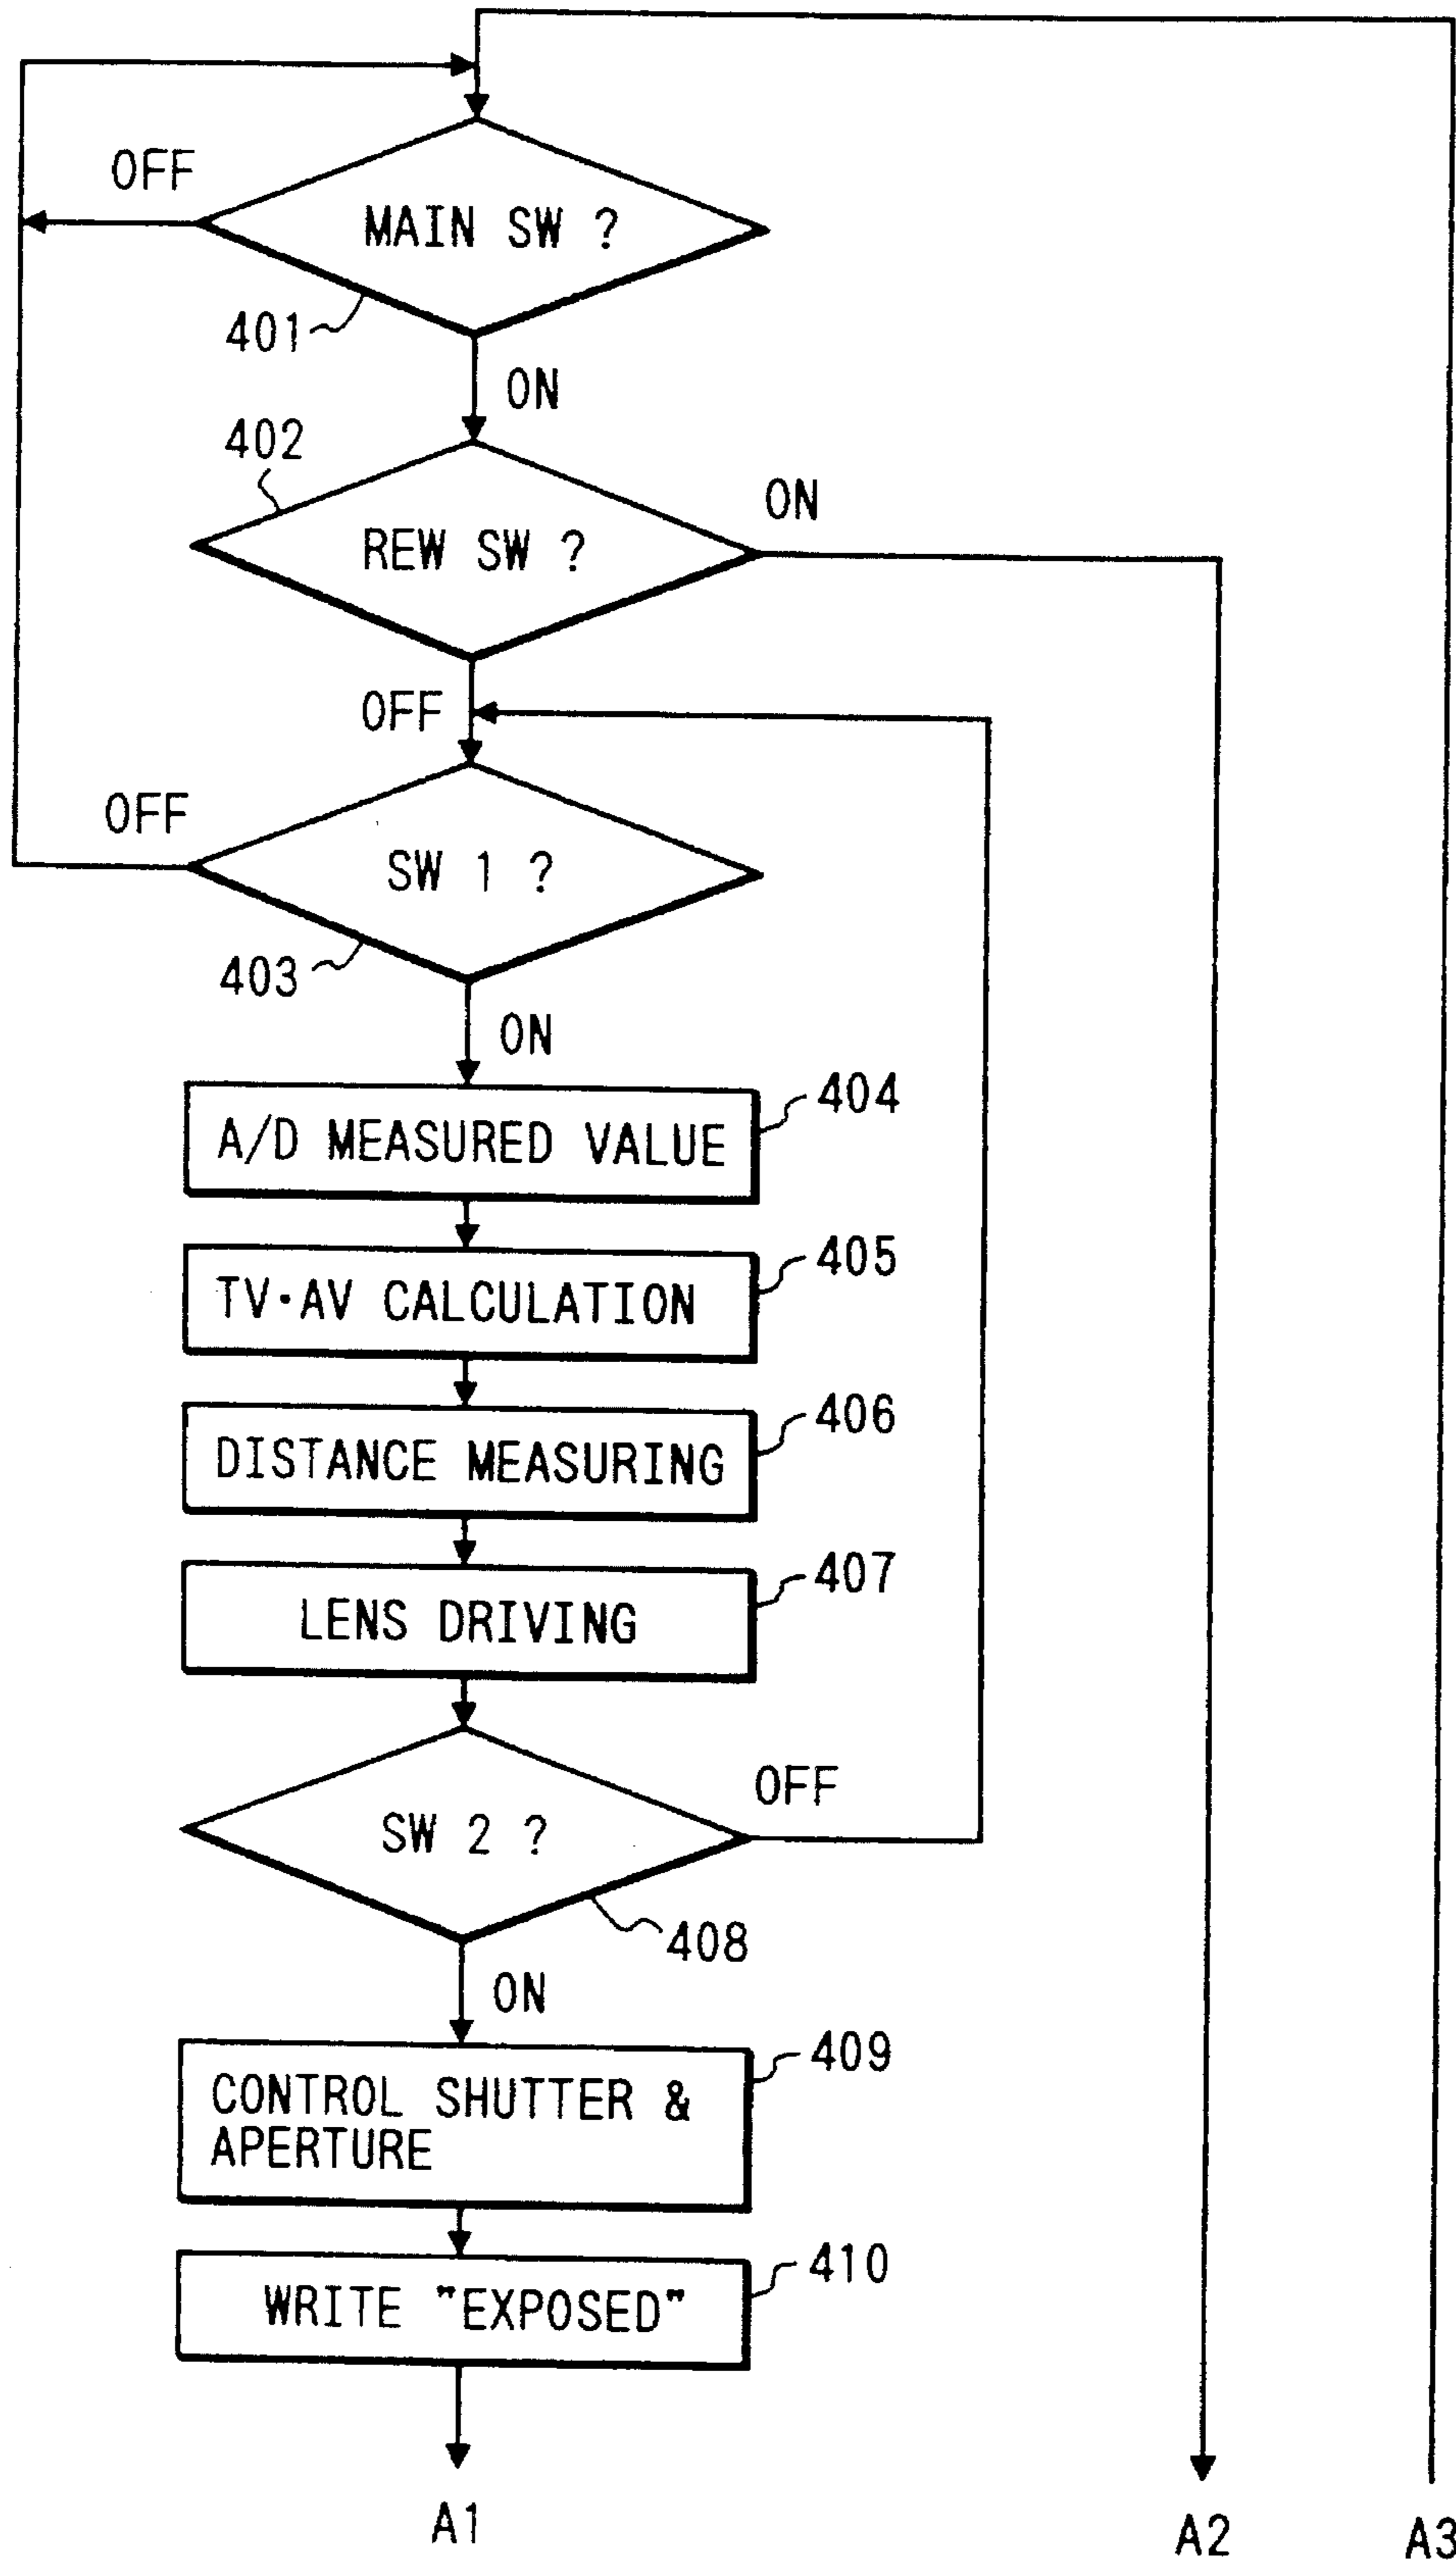 OFF
MAIN SW ?
401
ON
402
ON
REW SW ?
OFF
OFF
SW 1 ?
403
ON
404
A/D MEASURED VALUE
405
TV·AV CALCULATION
406
DISTANCE MEASURING
407
LENS DRIVING
OFF
SW 2 ?
408
ON
409
CONTROL SHUTTER &
APERTURE
410
WRITE "EXPOSED"
A1
A2
A3